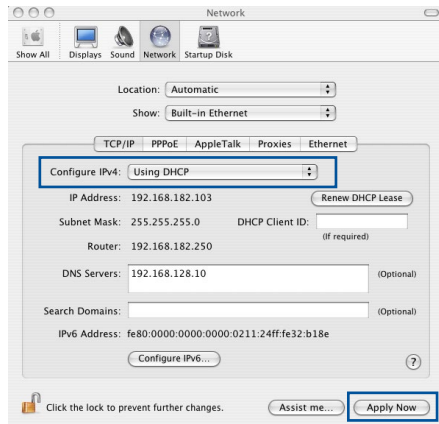 Network
Show All Displays Sound Network Startup Disk
Location: Automatic
Show: Built-in Ethernet
TCP/IP PPPoE AppleTalk Proxies Ethernet
Configure IPv4: Using DHCP
IP Address: 192.168.182.103 Renew DHCP Lease
Subnet Mask: 255.255.255.0 DHCP Client ID:
(If required)
Router: 192.168.182.250
DNS Servers: 192.168.128.10 (Optional)
Search Domains: (Optional)
IPv6 Address: fe80:0000:0000:0000:0211:24ff:fe32:b18e
Configure IPv6... ?
Click the lock to prevent further changes. Assist me... Apply Now